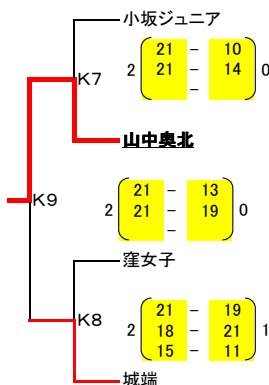 小坂ジュニア
21 - 10
2 21 - 14 0
-
K7
山中奥北
21 - 13
K9 2 21 - 19 0
-
窪女子
21 - 19
K8 2 18 - 21 1
15 - 11
城端